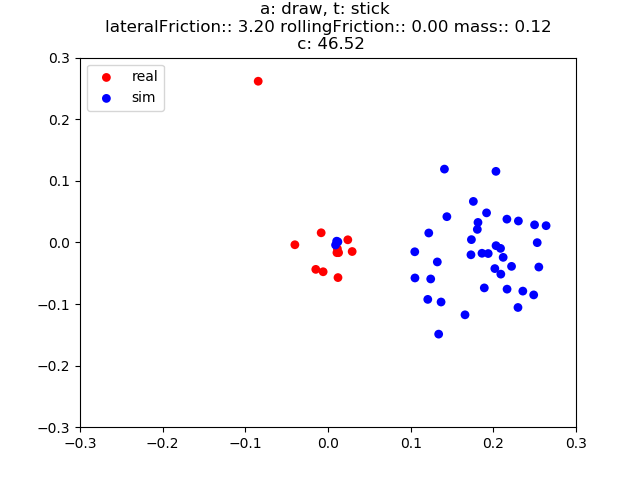 a: draw, t: stick
lateralFriction:: 3.20 rollingFriction:: 0.00 mass:: 0.12
c: 46.52
real
sim
0.3
0.2
0.1
0.0
−0.1
−0.2
−0.3
−0.3
−0.2
−0.1
0.0
0.1
0.2
0.3